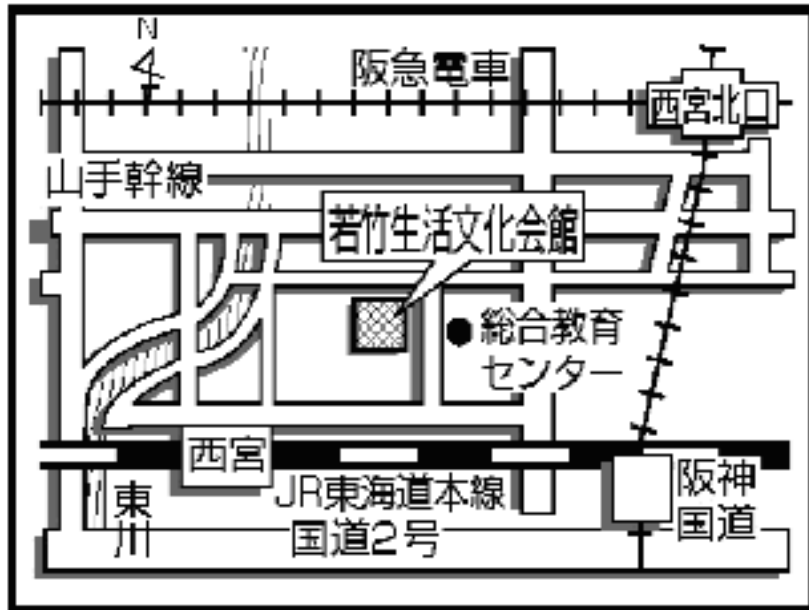 N
阪急電車
西宮北口
山手幹線
若竹生活文化会館
総合教育
センター
西宮
JR東海道本線
阪神
国道
東
川
国道2号